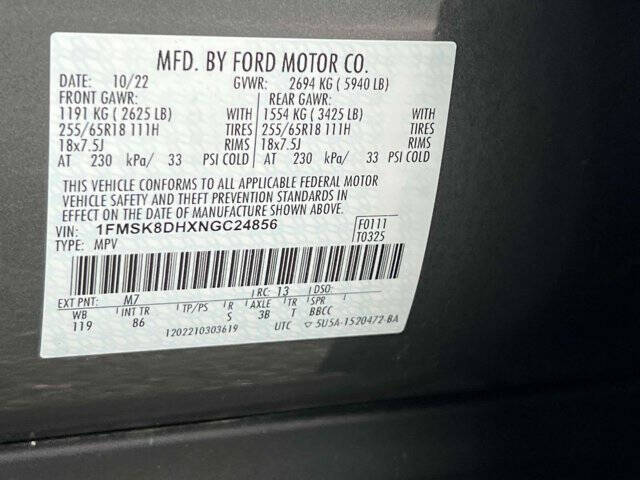 MFD. BY FORD MOTOR CO.
DATE: 10/22 GVWR: 2694 KG ( 5940 LB)
FRONT GAWR: REAR GAWR:
1191 KG ( 2625 LB) WITH 1554 KG ( 3425 LB) WITH
255/65R18 111H TIRES 255/65R18 111H TIRES
18x7.5J RIMS 18x7.5J RIMS
AT 230 kPa/ 33 PSI COLD AT 230 kPa/ 33 PSI COLD
THIS VEHICLE CONFORMS TO ALL APPLICABLE FEDERAL MOTOR
VEHICLE SAFETY AND THEFT PREVENTION STANDARDS IN
EFFECT ON THE DATE OF MANUFACTURE SHOWN ABOVE.
VIN: 1FMSK8DHXNGC24856 F0111
TYPE: MPV T0325
EXT PNT: M7 RC: 13 DSO:
WB INT TR TP/PS R AXLE TR SPR
119 86 S 3B T BBCC
1202210303619 UTC ▽ 5U5A-1520472-BA